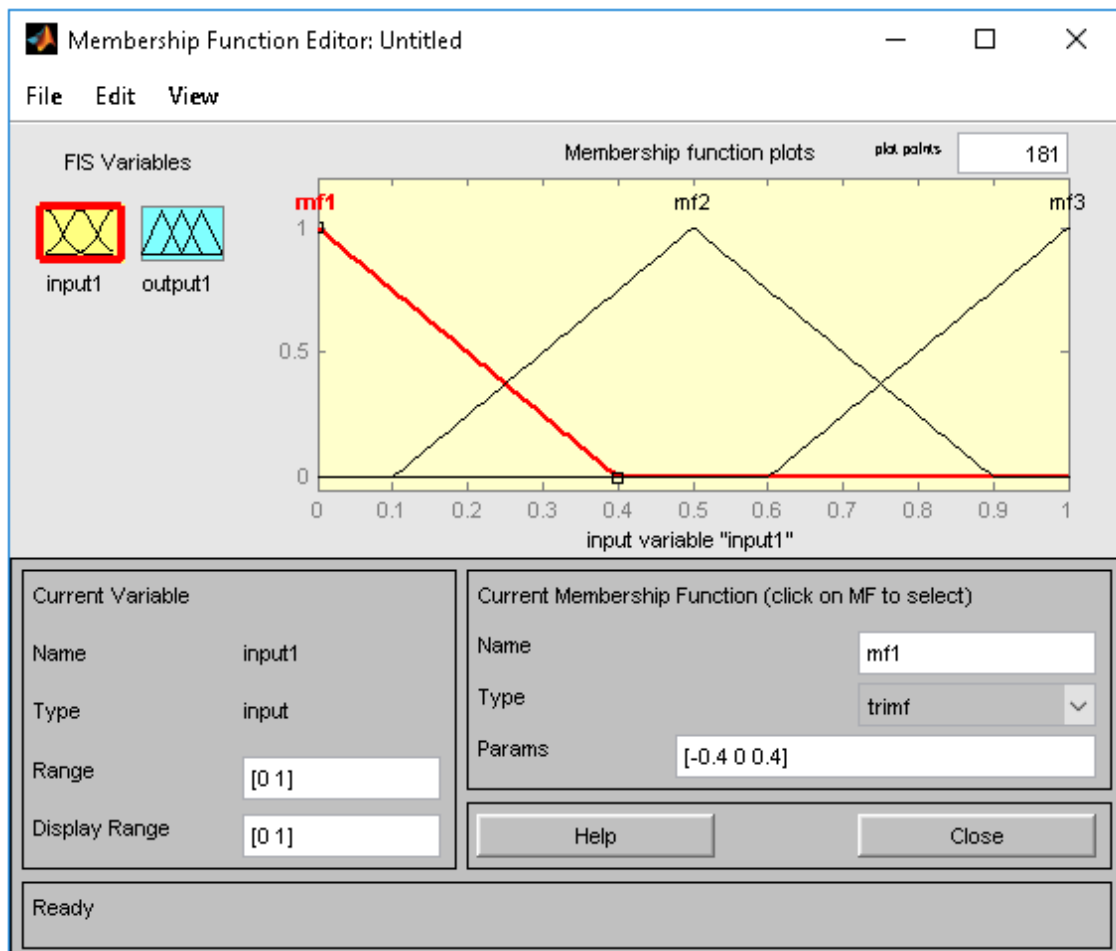 Membership Function Editor: Untitled
File Edit View
FIS Variables
input1 output1
Membership function plots plot points 181
mf1 mf2 mf3
1
0.5
0
0 0.1 0.2 0.3 0.4 0.5 0.6 0.7 0.8 0.9 1
input variable "input1"
Current Variable
Name input1
Type input
Range [0 1]
Display Range [0 1]
Current Membership Function (click on MF to select)
Name mf1
Type trimf
Params [-0.4 0 0.4]
Help Close
Ready